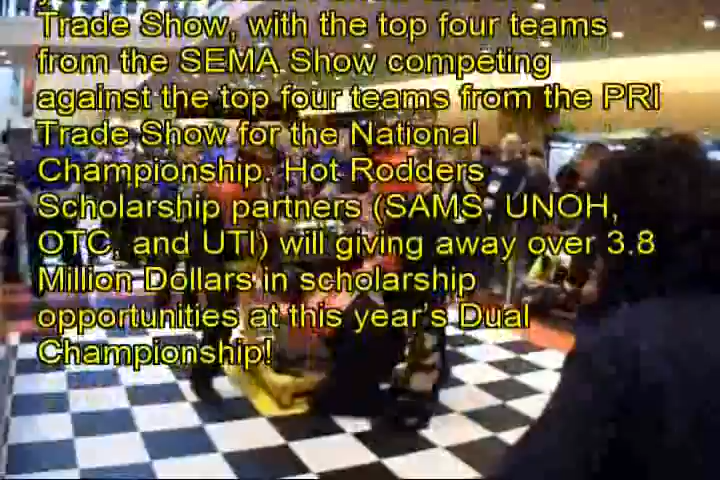 Trade Show, with the top four teams
from the SEMA Show competing
against the top four teams from the PRI
Trade Show for the National
Championship. Hot Rodders
Scholarship partners (SAMS, UNOH,
OTC, and UTI) will giving away over 3.8
Million Dollars in scholarship
opportunities at this year's Dual
Championship!